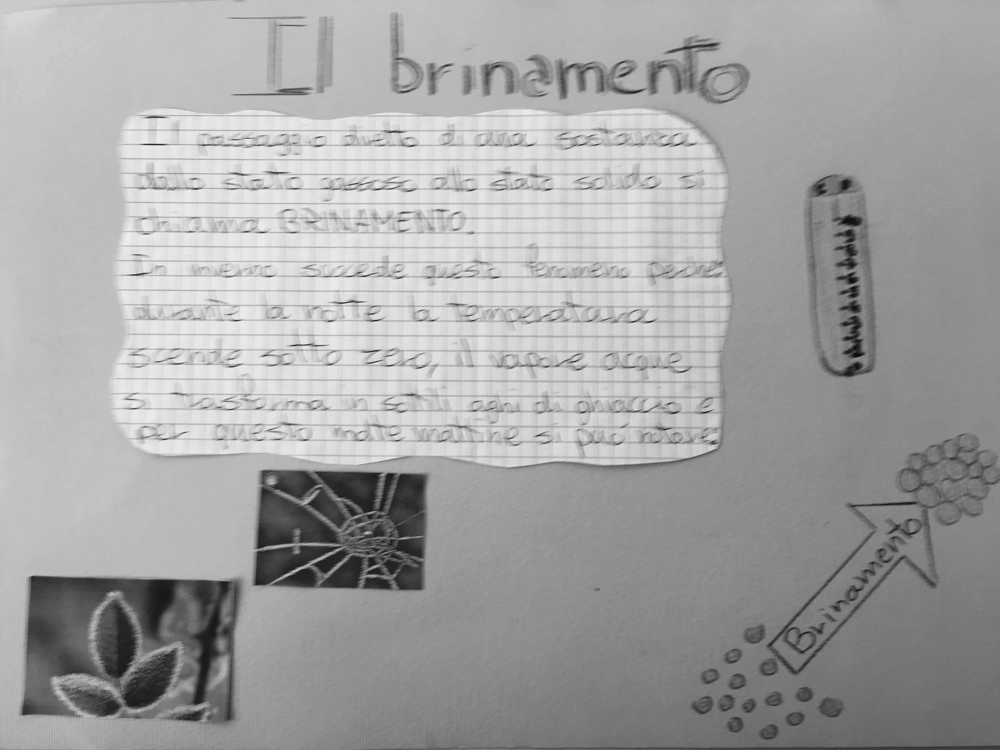 Il brinamento
Il passaggio diretto di una sostanza
dallo stato gassoso allo stato solido si
chiama BRINAMENTO.
In inverno succede questo fenomeno perché:
durante la notte la temperatura
scende sotto zero, il vapore acque
si trasforma in sottili aghi di ghiaccio e
per questo molte mattine si può notare:
Brinamento